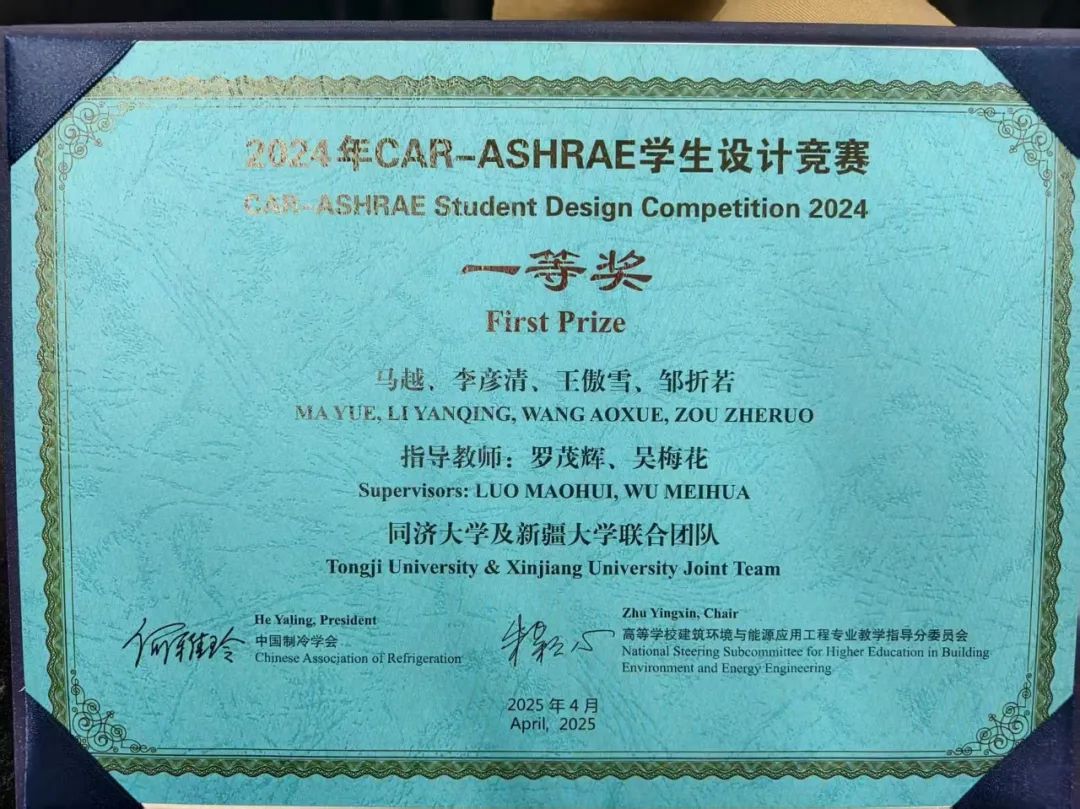 2024年CAR-ASHRAE学生设计竞赛
CAR-ASHRAE Student Design Competition 2024
一等奖
First Prize
马越、李彦清、王傲雪、邹折若
MA YUE, LI YANQING, WANG AOXUE, ZOU ZHERUO
指导教师：罗茂辉、吴梅花
Supervisors: LUO MAOHUI, WU MEIHUA
同济大学及新疆大学联合团队
Tongji University & Xinjiang University Joint Team
何雅玲
He Yaling, President
中国制冷学会
Chinese Association of Refrigeration
朱颖心
Zhu Yingxin, Chair
高等学校建筑环境与能源应用工程专业教学指导分委员会
National Steering Subcommittee for Higher Education in Building
Environment and Energy Engineering
2025 年 4 月
April, 2025